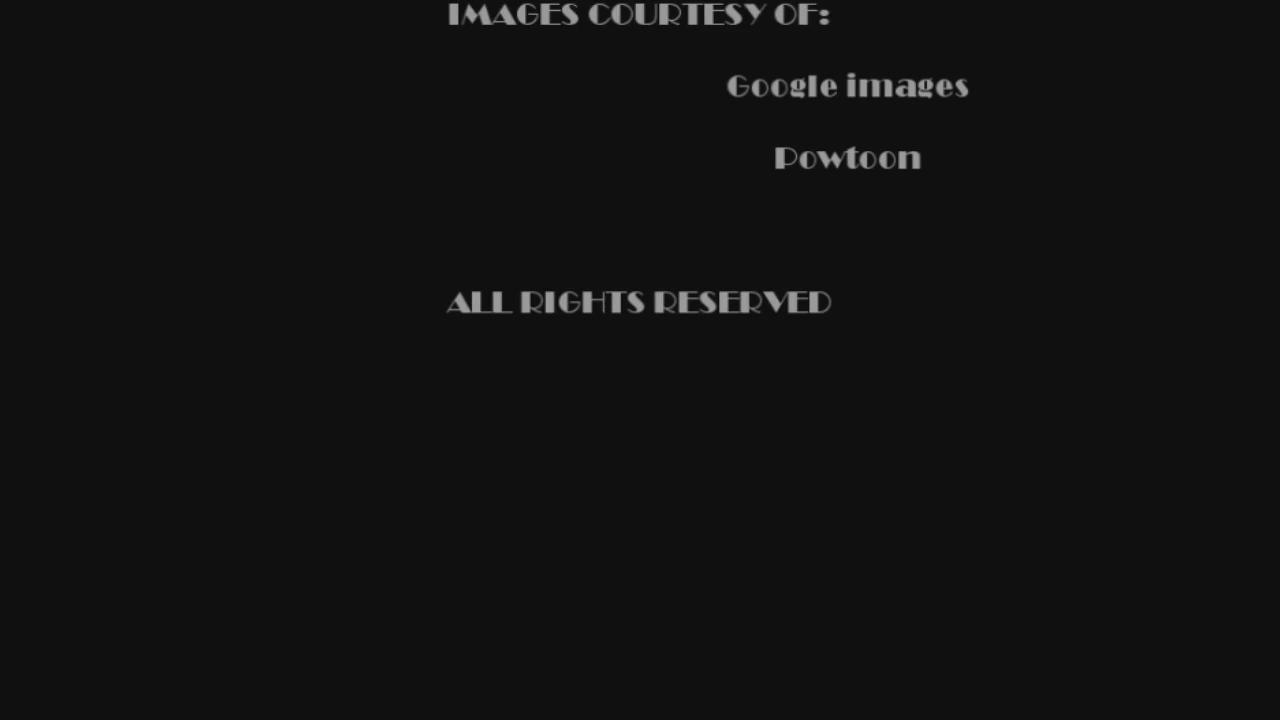 IMAGES COURTESY OF:
Google images
Powtoon
ALL RIGHTS RESERVED